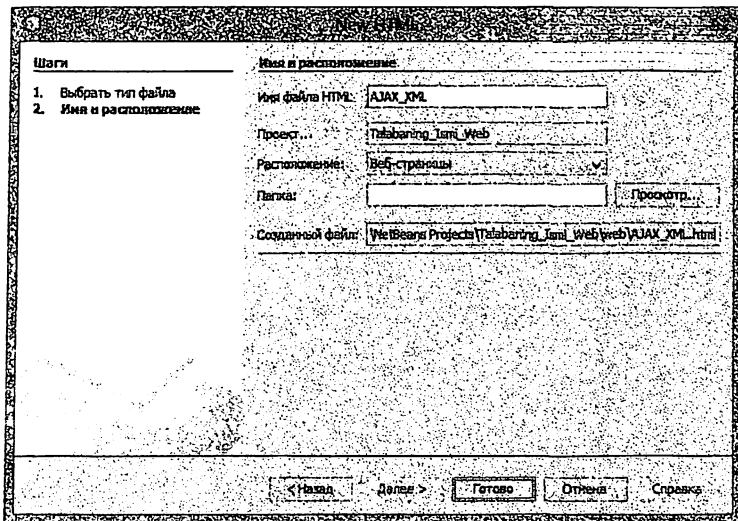 New HTML
Шаги
1. Выбрать тип файла
2. Имя и расположение
Имя и расположение
Имя файла HTML: AJAX_XML
Проект... Talabaning_Ismi_Web
Расположение: Веб-страницы
Папка: Просмотр...
Созданный файл: \NetBeans Projects\Talabaning_Ismi_Web\web\AJAX_XML.html
< Назад Далее > Готово Отмена Справка